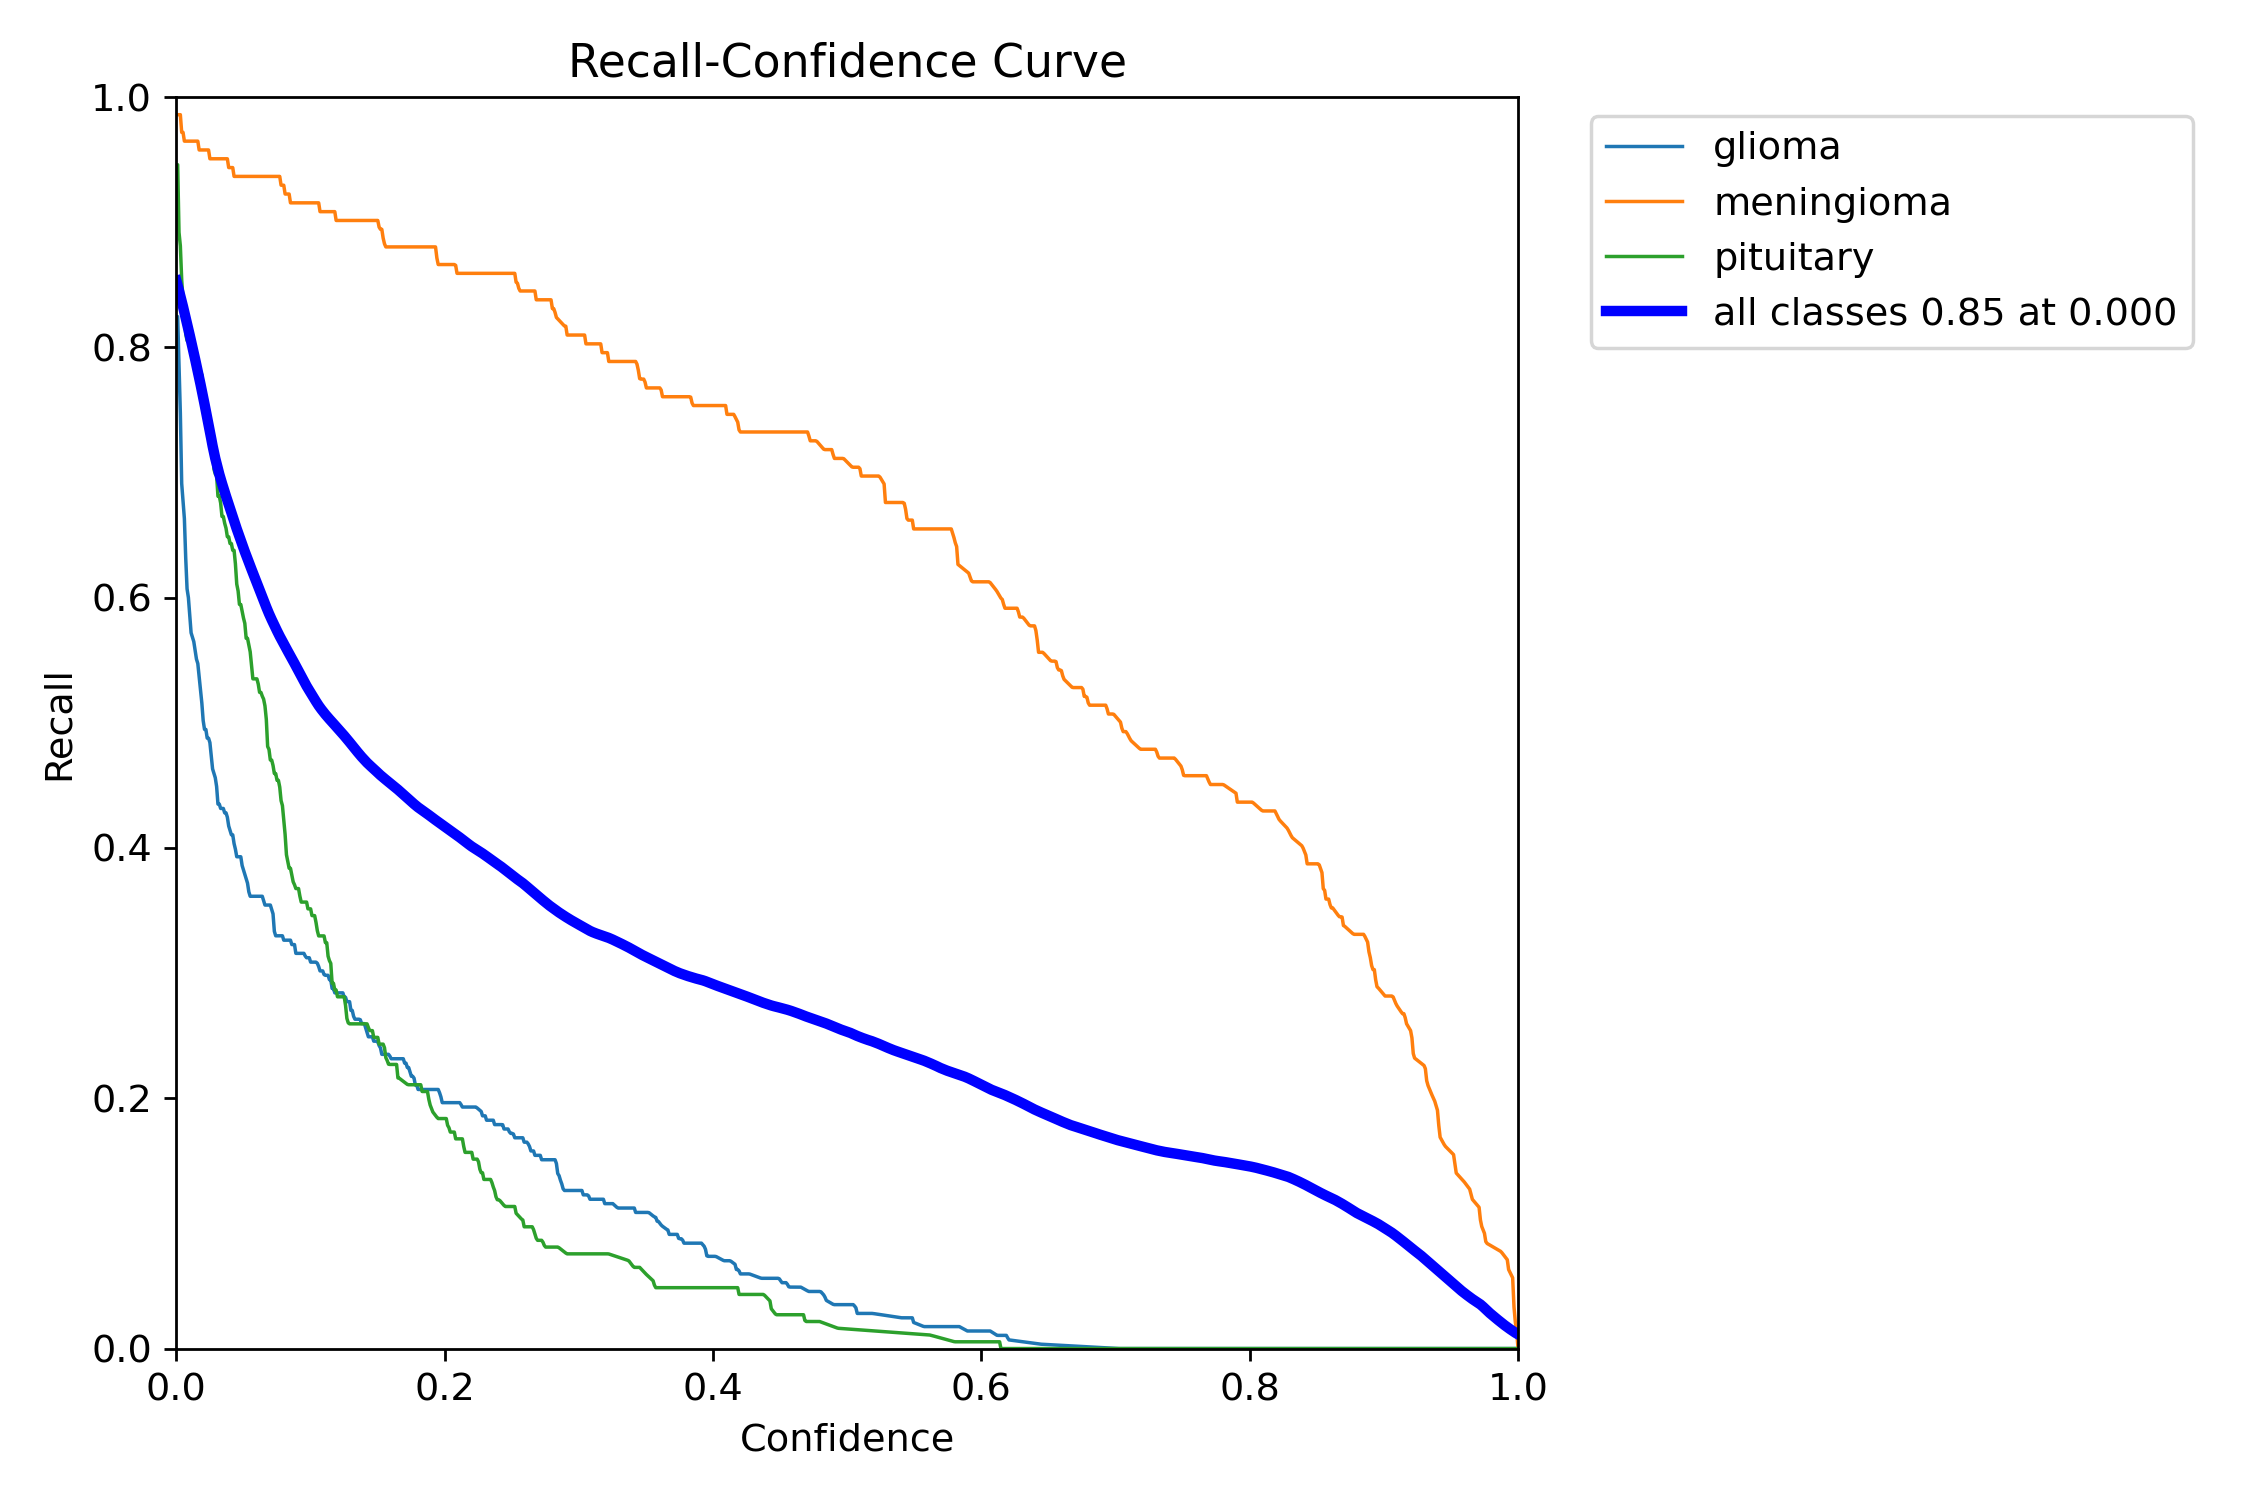 Recall-Confidence Curve
1.0
0.8
0.6
0.4
0.2
0.0
Recall
0.0 0.2 0.4 0.6 0.8 1.0
Confidence
glioma
meningioma
pituitary
all classes 0.85 at 0.000